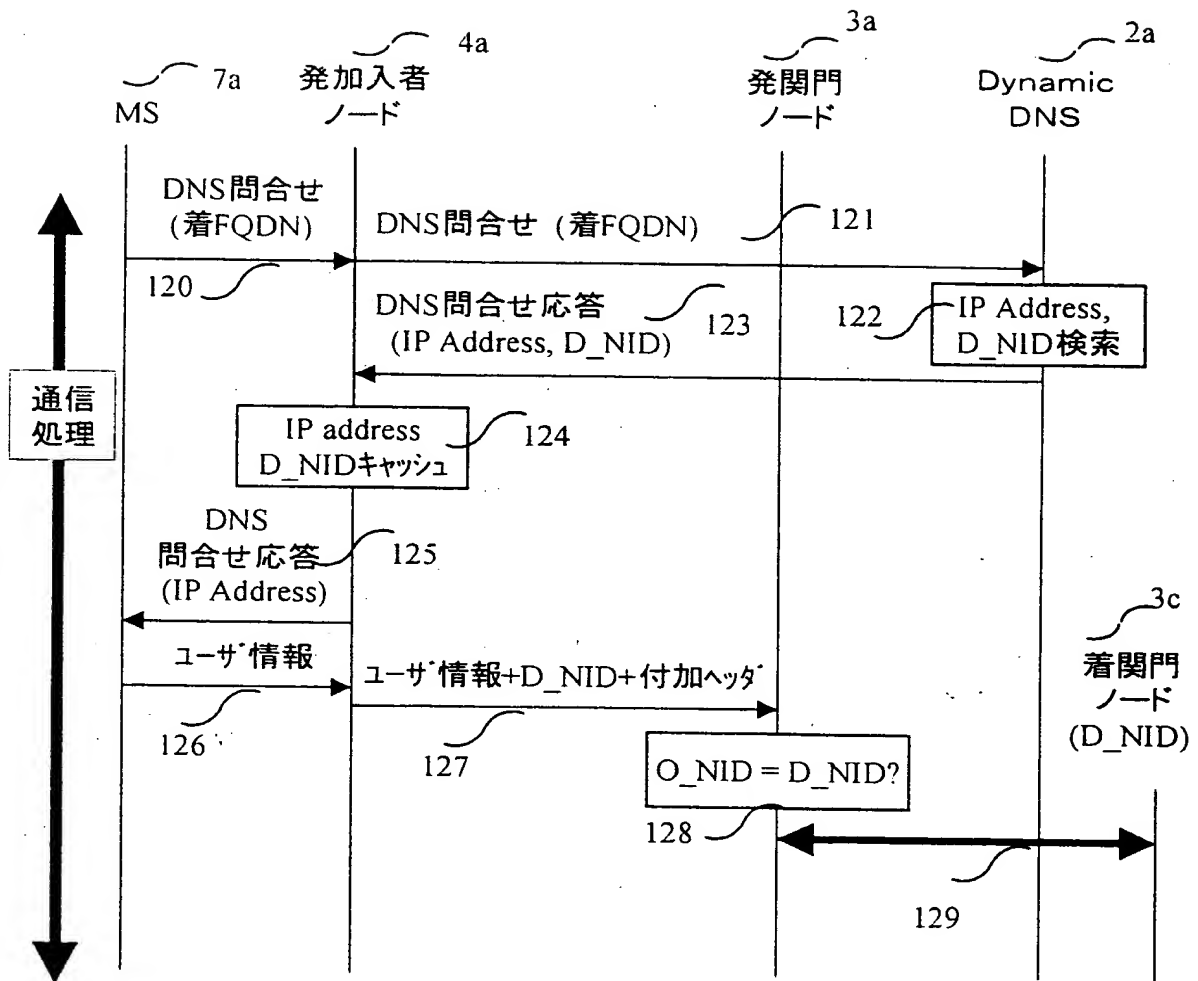 3a
4a
2a
7a
発加入者
ノード
発関門
ノード
Dynamic
DNS
MS
DNS問合せ
(着FQDN)
DNS問合せ (着FQDN)
121
120
DNS問合せ応答
(IP Address, D_NID)
123
122
IP Address,
D_NID検索
通信
処理
IP address
D_NIDキャッシュ
124
DNS
問合せ応答
(IP Address)
125
3c
ユーザ情報
ユーザ情報+D_NID+付加ヘッダ
着関門
ノード
(D_NID)
126
127
O_NID = D_NID?
128
129